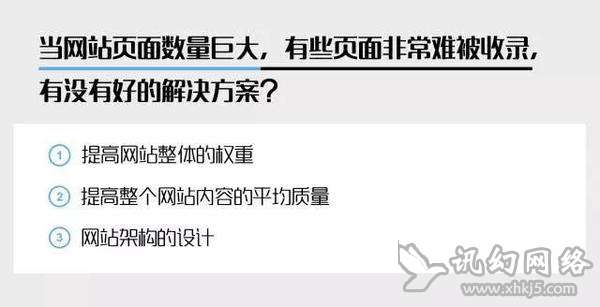 当网站页面数量巨大，有些页面非常难被收录，
有没有好的解决方案？
1 提高网站整体的权重
2 提高整个网站内容的平均质量
3 网站架构的设计
讯幻网络
www.xhkj5.com